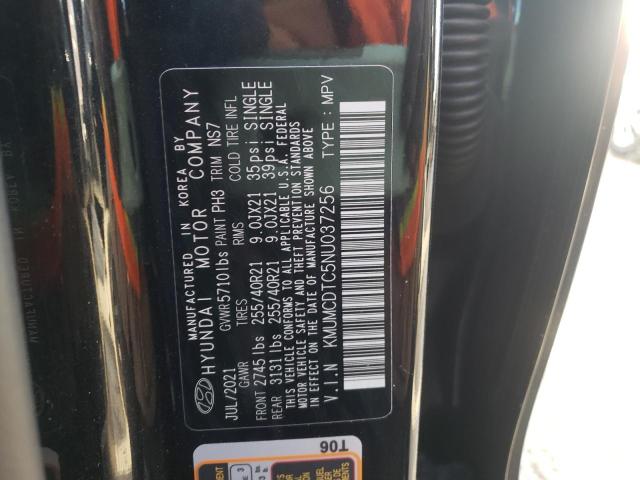 MANUFACTURED IN KOREA BY
HYUNDAI MOTOR COMPANY
JUL/2021 GVWR 5710 lbs PAINT PH3 TRIM NS7
GAWR TIRES RIMS COLD TIRE INFL
FRONT 2745 lbs 255/40R21 9.0JX21 35psi SINGLE
REAR 3131 lbs 255/40R21 9.0JX21 39psi SINGLE
THIS VEHICLE CONFORMS TO ALL APPLICABLE U.S.A. FEDERAL
MOTOR VEHICLE SAFETY AND THEFT PREVENTION STANDARDS
IN EFFECT ON THE DATE OF MANUFACTURE SHOWN ABOVE
V.I.N KMUMCDTC5NU037256 TYPE : MPV
T06